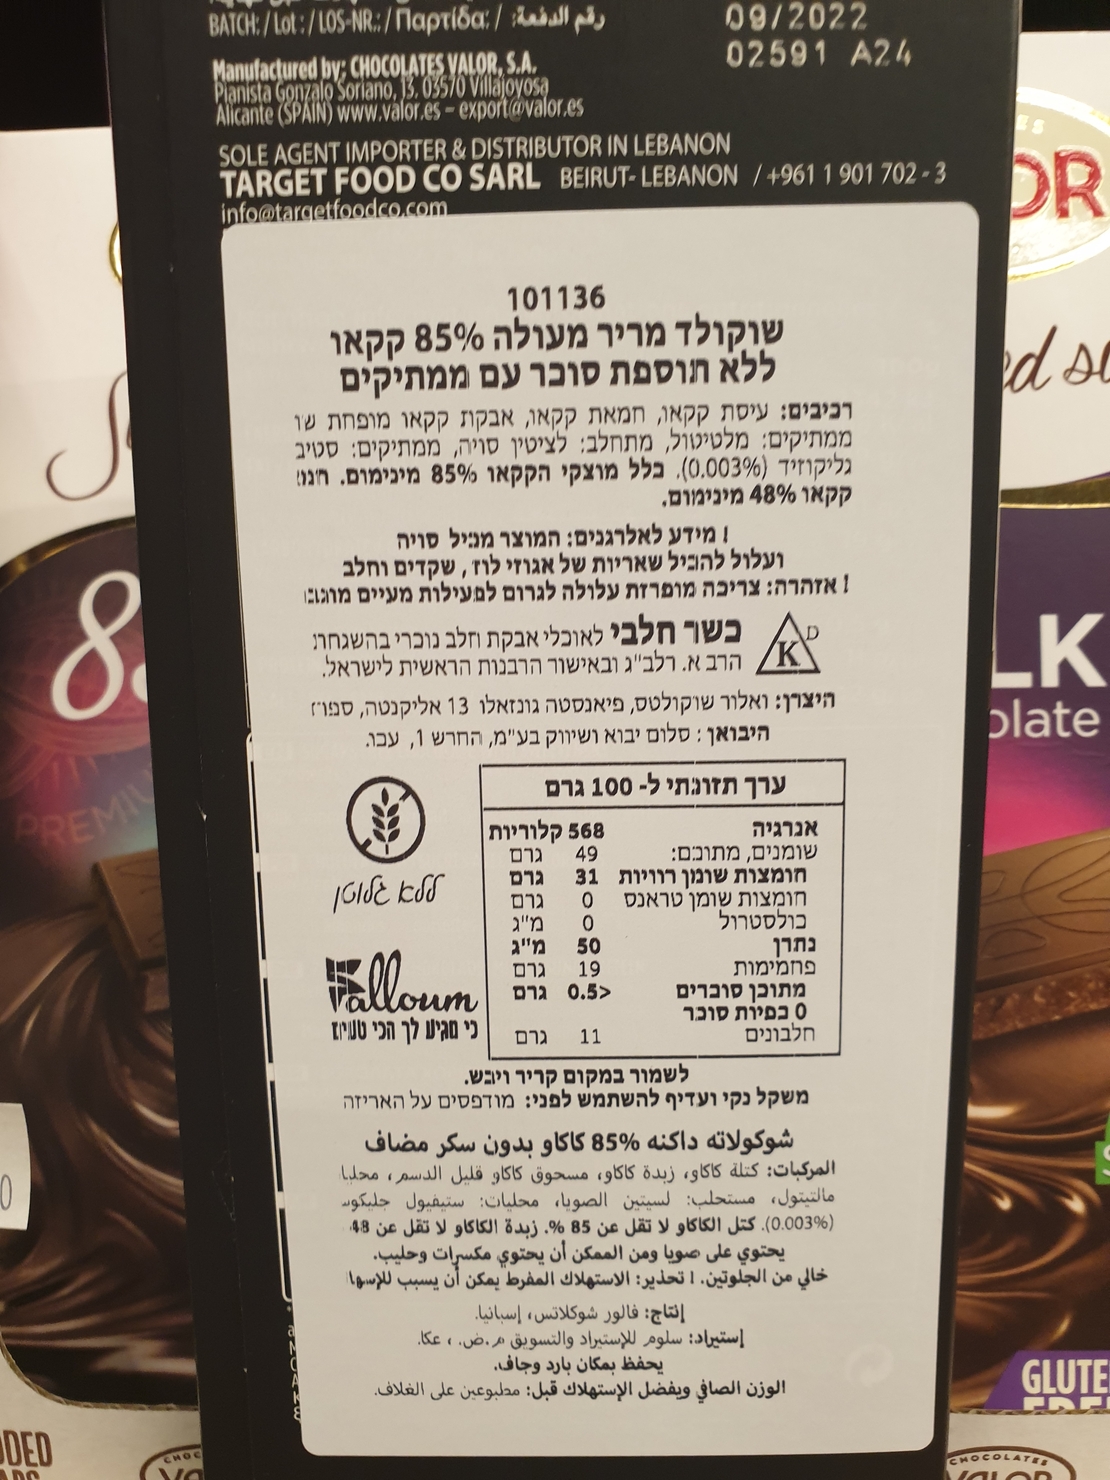 BATCH: / Lot : / LOS-NR.: / Παρτίδα: / رقم الدفعة:
09/2022
02591 A24
Manufactured by: CHOCOLATES VALOR, S.A.
Pianista Gonzalo Soriano, 13. 03570 Villajoyosa
Alicante (SPAIN) www.valor.es – export@valor.es
SOLE AGENT IMPORTER & DISTRIBUTOR IN LEBANON
TARGET FOOD CO SARL BEIRUT- LEBANON / +961 1 901 702 - 3
info@targetfoodco.com
101136
שוקולד מריר מעולה 85% קקאו
ללא תוספת סוכר עם ממתיקים
רכיבים: עיסת קקאו, חמאת קקאו, אבקת קקאו מופחת
ממתיקים: מלטיטול, מתחלב: לציטין סויה, ממתיקים: סטיב
גליקוזיד (0.003%). כלל מוצקי הקקאו 85% מינימום.
קקאו 48% מינימום.
! מידע לאלרגנים: המוצר מכיל סויה
ועלול להכיל שאריות של אגוזי לוז, שקדים וחלב
! אזהרה: צריכה מופרזת עלולה לגרום לפעילות מעיים
K D
כשר חלבי לאוכלי אבקת חלב נוכרי בהשגחת
הרב א. רלב"ג ובאישור הרבנות הראשית לישראל.
היצרן: ואלור שוקולטס, פיאנסטה גונזאלו 13 אליקנטה,
היבואן : סלום יבוא ושיווק בע"מ, החרש 1, עכו.
ערך תזונתי ל- 100 גרם
אנרגיה 568 קלוריות
שומנים, מתוכם: 49 גרם
חומצות שומן רוויות 31 גרם
חומצות שומן טראנס 0 גרם
כולסטרול 0 מ"ג
נתרן 50 מ"ג
פחמימות 19 גרם
מתוכן סוכרים <0.5 גרם
0 כפיות סוכר
חלבונים 11 גרם
ללא גלוטן
Salloum
כי מגיע לך הכי טעים
לשמור במקום קריר ויבש.
משקל נקי ועדיף להשתמש לפני: מודפסים על האריזה
شوكولاته داكنه 85% كاكاو بدون سكر مضاف
المركبات: كتلة كاكاو، زبدة كاكاو، مسحوق كاكاو قليل الدسم،
مالتيتول، مستحلب: لسيتين الصويا، محليات: ستيفيول جليكوس
(0.003%). كتل الكاكاو لا تقل عن 85 %. زبدة الكاكاو لا تقل عن 48
يحتوي على صويا ومن الممكن أن يحتوي مكسرات وحليب.
خالي من الجلوتين. ! تحذير: الاستهلاك المفرط يمكن أن يسبب
إنتاج: فالور شوكلاتس، إسبانيا.
إستيراد: سلوم للإستيراد والتسويق م.ض. ، عكا.
يحفظ بمكان بارد وجاف.
الوزن الصافي ويفضل الإستهلاك قبل: مطبوعين على الغلاف.
OR
ed su
LK
olate
GLUTE
8
PREMIU
DDED
CHOCOLATES
VALOR